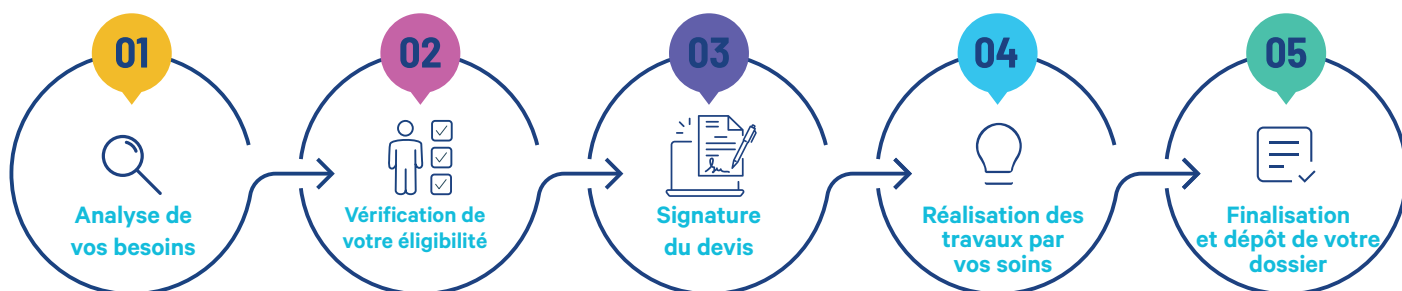 01
Analyse de
vos besoins
02
Vérification de
votre éligibilité
03
Signature
du devis
04
Réalisation des
travaux par
vos soins
05
Finalisation
et dépôt de votre
dossier